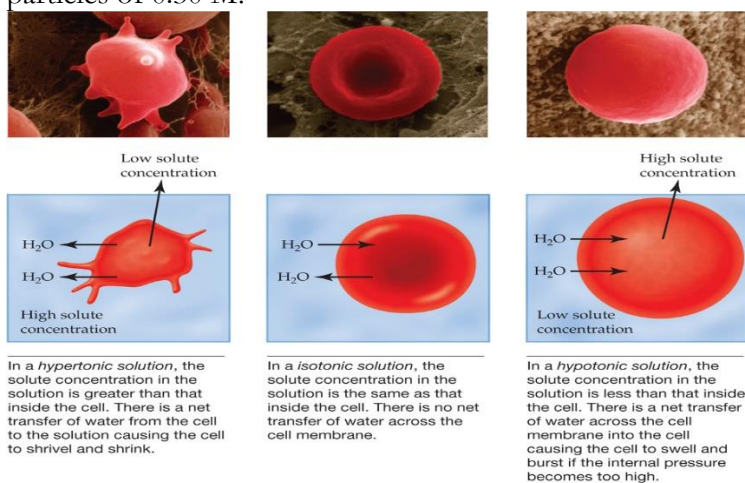 particles of 0.30 M.
Low solute
concentration
H₂O
H₂O
High solute
concentration
In a hypertonic solution, the
solute concentration in the
solution is greater than that
inside the cell. There is a net
transfer of water from the cell
to the solution causing the cell
to shrivel and shrink.
H₂O
H₂O
In a isotonic solution, the
solute concentration in the
solution is the same as that
inside the cell. There is no net
transfer of water across the
cell membrane.
High solute
concentration
H₂O
H₂O
Low solute
concentration
In a hypotonic solution, the
solute concentration in the
solution is less than that inside
the cell. There is a net transfer
of water across the cell
membrane into the cell
causing the cell to swell and
burst if the internal pressure
becomes too high.